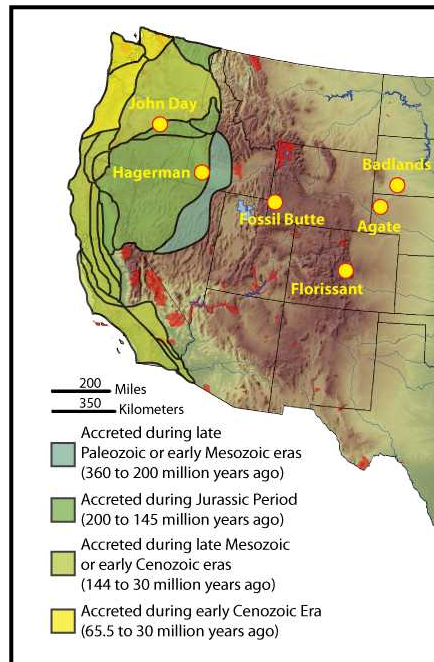 John Day
Hagerman
Badlands
Fossil Butte
Agate
Florissant
200 Miles
350 Kilometers
Accreted during late
Paleozoic or early Mesozoic eras
(360 to 200 million years ago)
Accreted during Jurassic Period
(200 to 145 million years ago)
Accreted during late Mesozoic
or early Cenozoic eras
(144 to 30 million years ago)
Accreted during early Cenozoic Era
(65.5 to 30 million years ago)